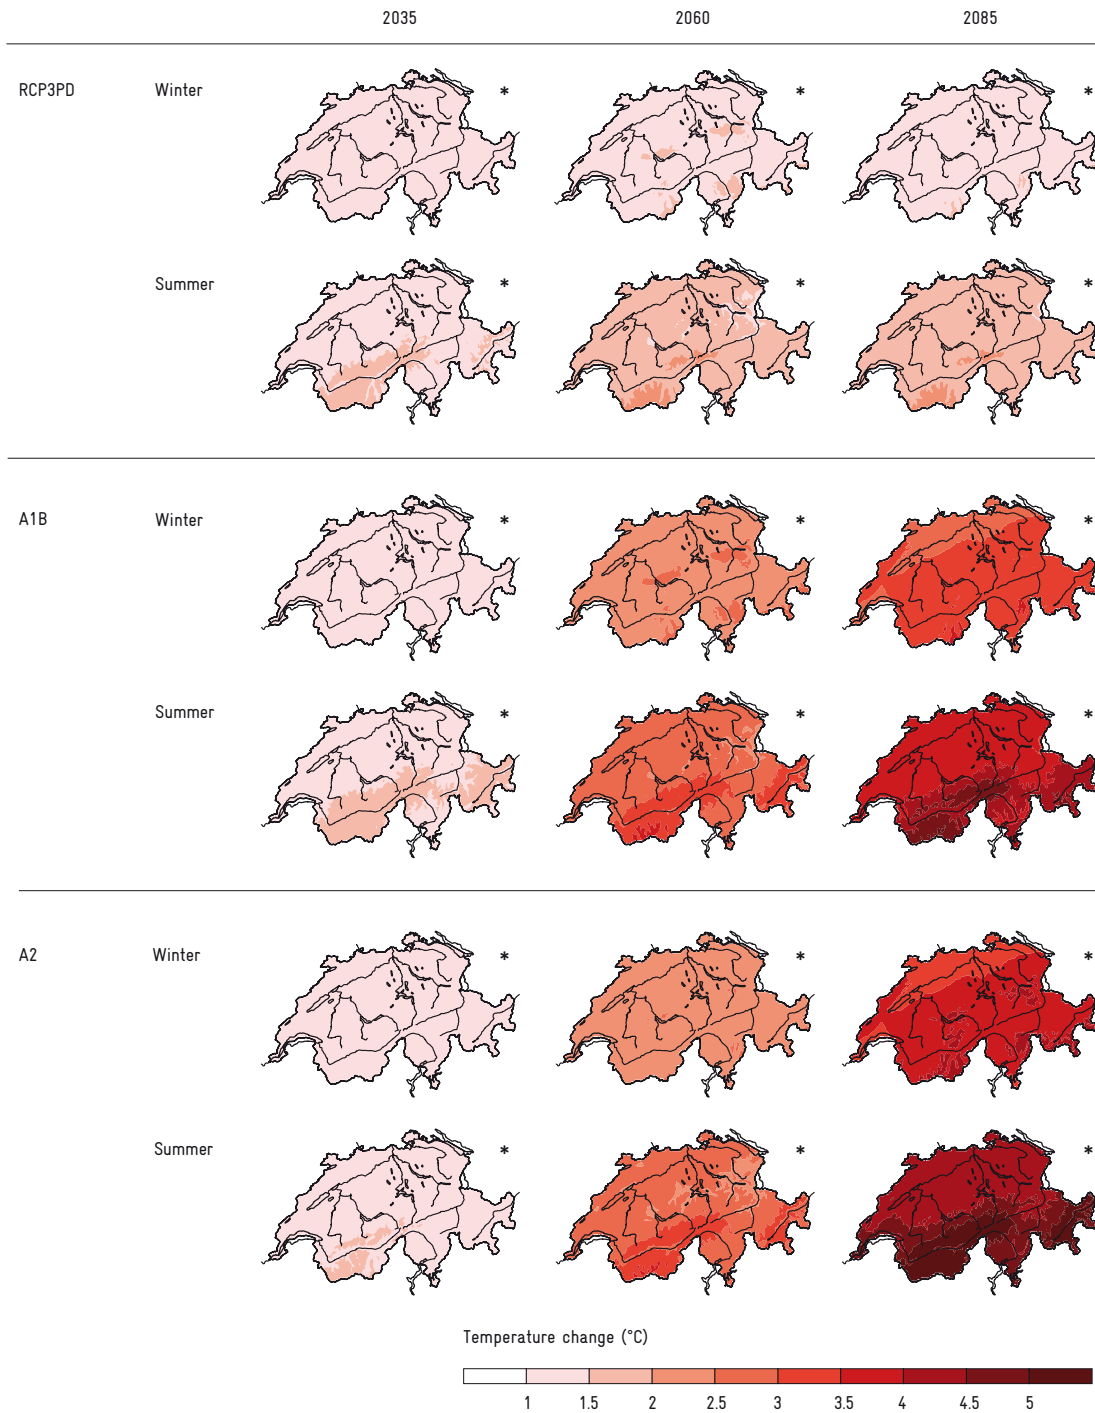 2035 2060 2085
RCP3PD Winter * * *
Summer * * *
A1B Winter * * *
Summer * * *
A2 Winter * * *
Summer * * *
Temperature change (°C)
1 1.5 2 2.5 3 3.5 4 4.5 5